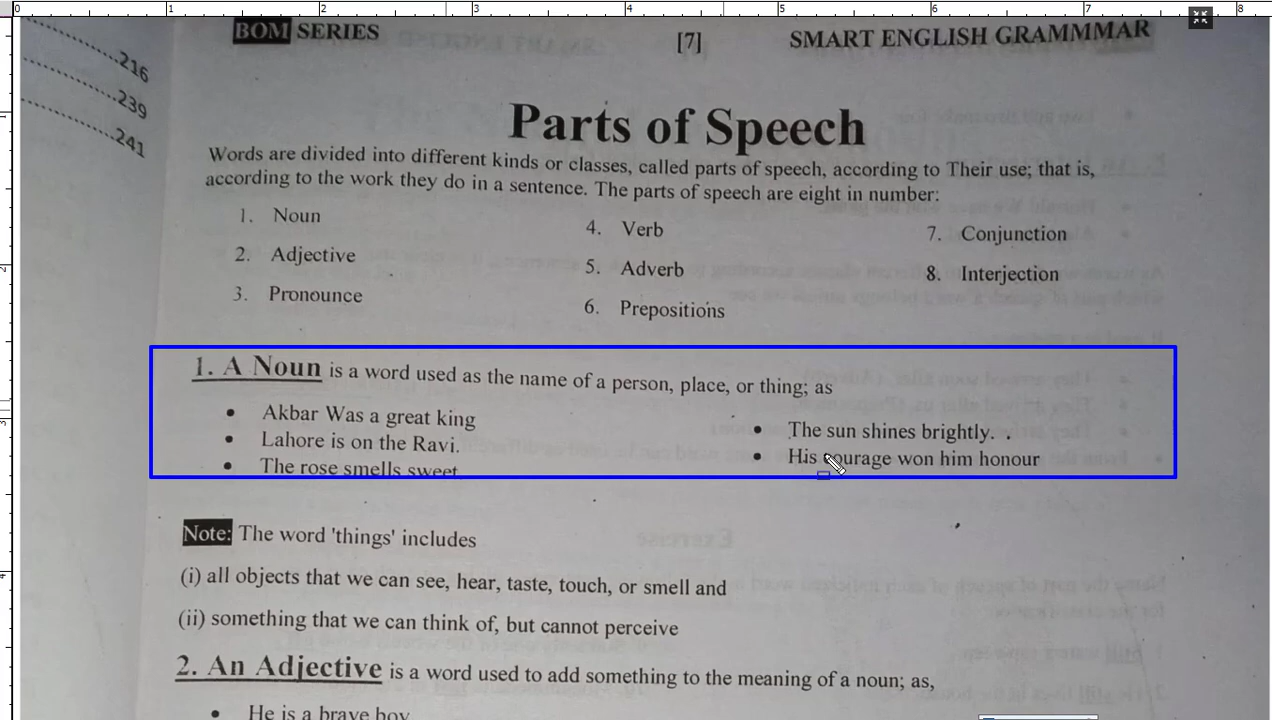 BOM SERIES [7] SMART ENGLISH GRAMMMAR
216
239
241
Parts of Speech
Words are divided into different kinds or classes, called parts of speech, according to Their use; that is,
according to the work they do in a sentence. The parts of speech are eight in number:
1. Noun
2. Adjective
3. Pronounce
4. Verb
5. Adverb
6. Prepositions
7. Conjunction
8. Interjection
1. A Noun is a word used as the name of a person, place, or thing; as
• Akbar Was a great king
• Lahore is on the Ravi.
• The rose smells sweet
• The sun shines brightly. .
• His courage won him honour
Note: The word 'things' includes
(i) all objects that we can see, hear, taste, touch, or smell and
(ii) something that we can think of, but cannot perceive
2. An Adjective is a word used to add something to the meaning of a noun; as,
• He is a brave boy